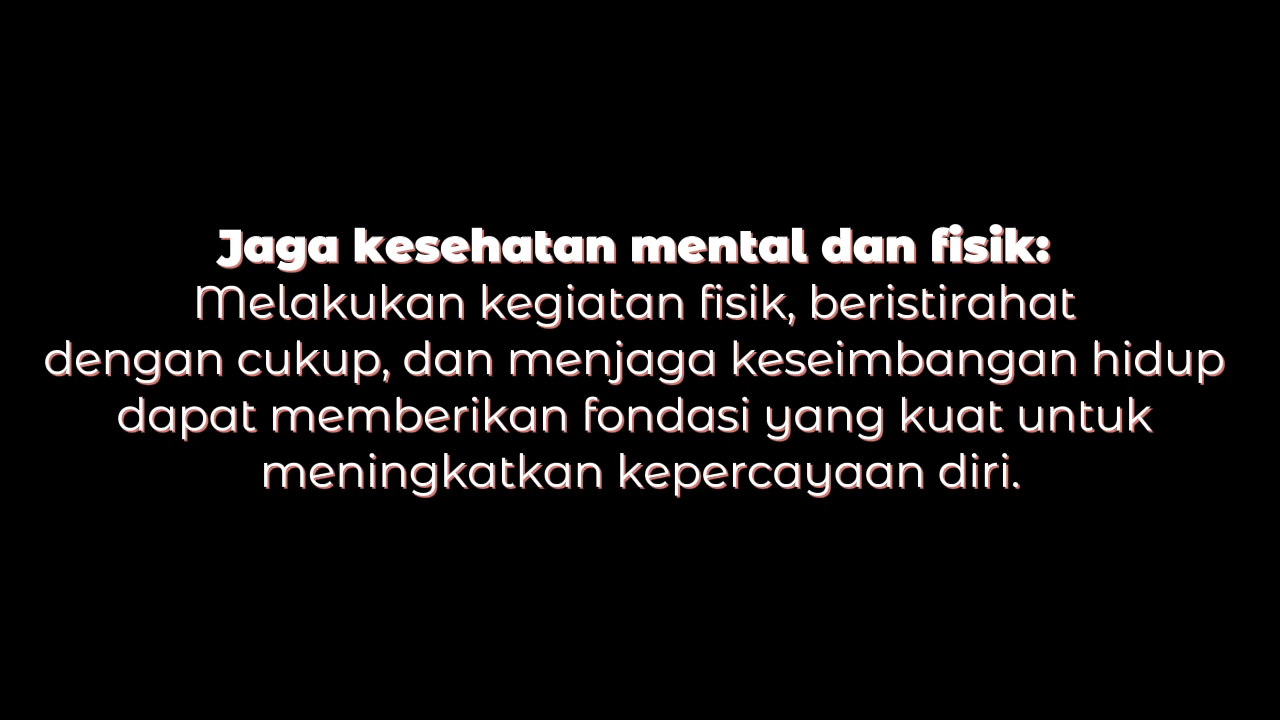 Jaga kesehatan mental dan fisik:
Melakukan kegiatan fisik, beristirahat
dengan cukup, dan menjaga keseimbangan hidup
dapat memberikan fondasi yang kuat untuk
meningkatkan kepercayaan diri.